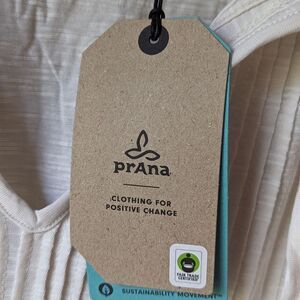 prAna
CLOTHING FOR
POSITIVE CHANGE
FAIR TRADE
CERTIFIED
SUSTAINABILITY MOVEMENT